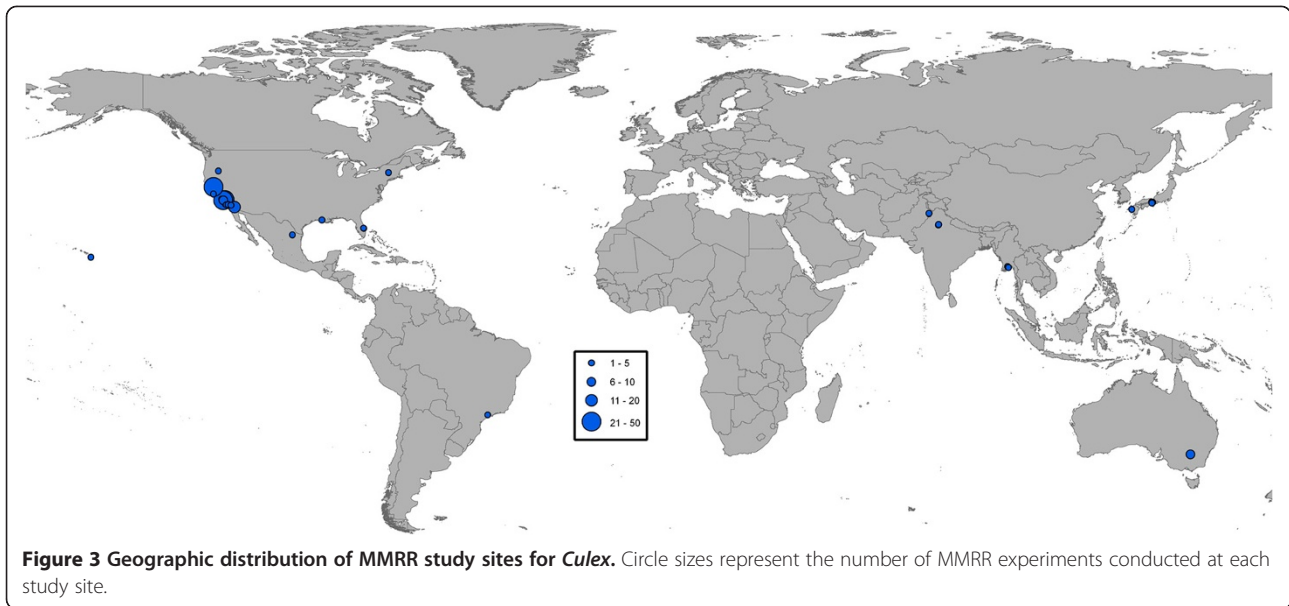 1 - 5
6 - 10
11 - 20
21 - 50
Figure 3 Geographic distribution of MMRR study sites for Culex. Circle sizes represent the number of MMRR experiments conducted at each
study site.